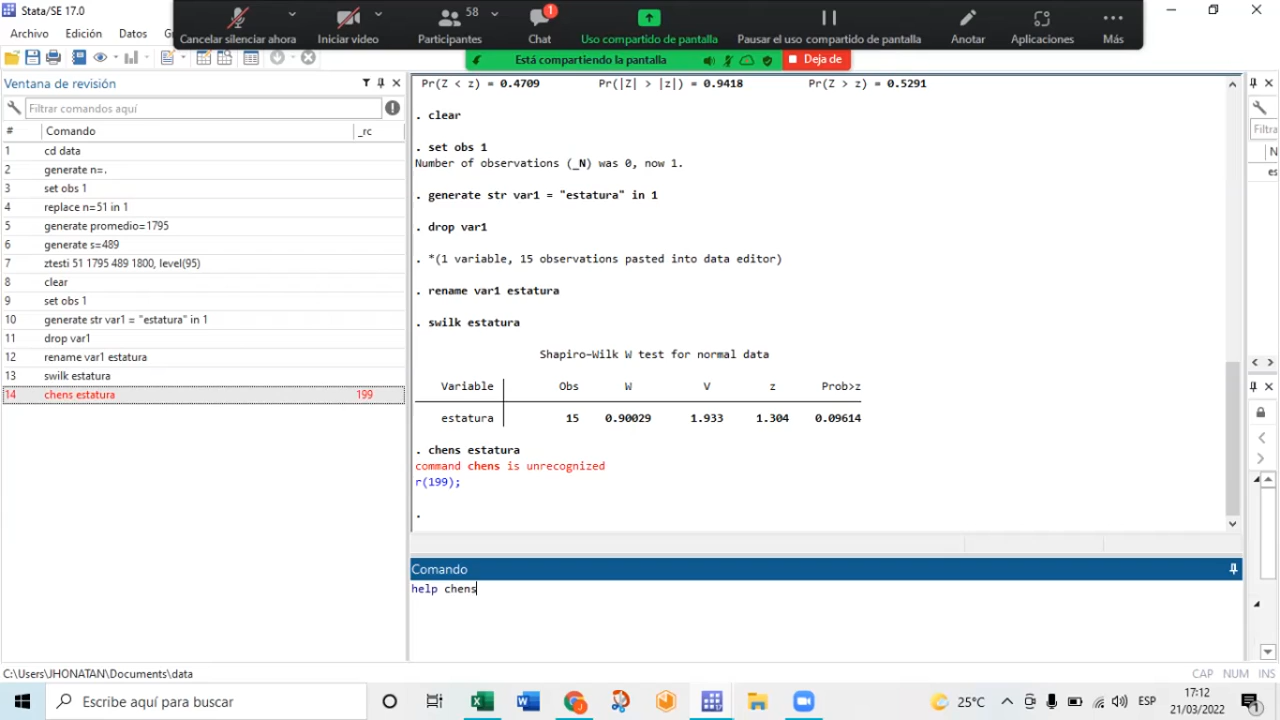 Stata/SE 17.0
58
1
Cancelar silenciar ahora
Iniciar video
Participantes
Chat
Uso compartido de pantalla
Pausar el uso compartido de pantalla
Anotar
Aplicaciones
Más
Archivo Edición Datos
Está compartiendo la pantalla
Deja de
Ventana de revisión
Filtrar comandos aquí
# Comando _rc
1 cd data
2 generate n=.
3 set obs 1
4 replace n=51 in 1
5 generate promedio=1795
6 generate s=489
7 ztesti 51 1795 489 1800, level(95)
8 clear
9 set obs 1
10 generate str var1 = "estatura" in 1
11 drop var1
12 rename var1 estatura
13 swilk estatura
14 chens estatura 199
Pr(Z < z) = 0.4709 Pr(|Z| > |z|) = 0.9418 Pr(Z > z) = 0.5291
. clear
. set obs 1
Number of observations (_N) was 0, now 1.
. generate str var1 = "estatura" in 1
. drop var1
. *(1 variable, 15 observations pasted into data editor)
. rename var1 estatura
. swilk estatura
Shapiro–Wilk W test for normal data
Variable Obs W V z Prob>z
estatura 15 0.90029 1.933 1.304 0.09614
. chens estatura
command chens is unrecognized
r(199);
.
Comando
help chens
Filtra
N
es
C:\Users\JHONATAN\Documents\data
CAP NUM INS
Escribe aquí para buscar
25°C
ESP
17:12
21/03/2022
1